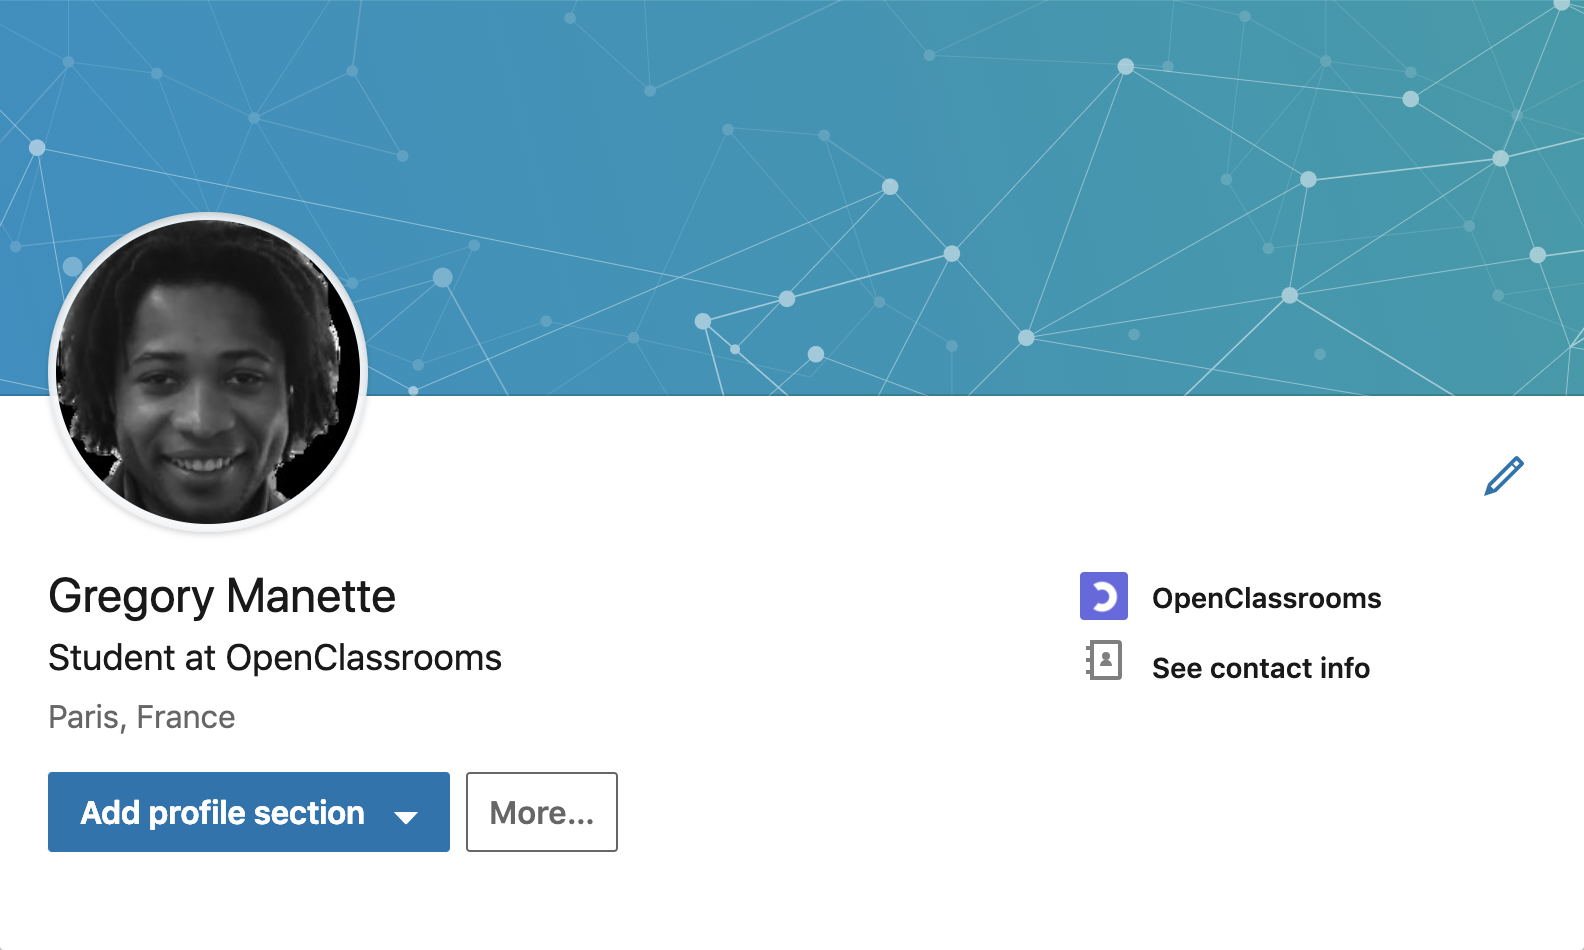 Gregory Manette
Student at OpenClassrooms
Paris, France
Add profile section
More...
OpenClassrooms
See contact info